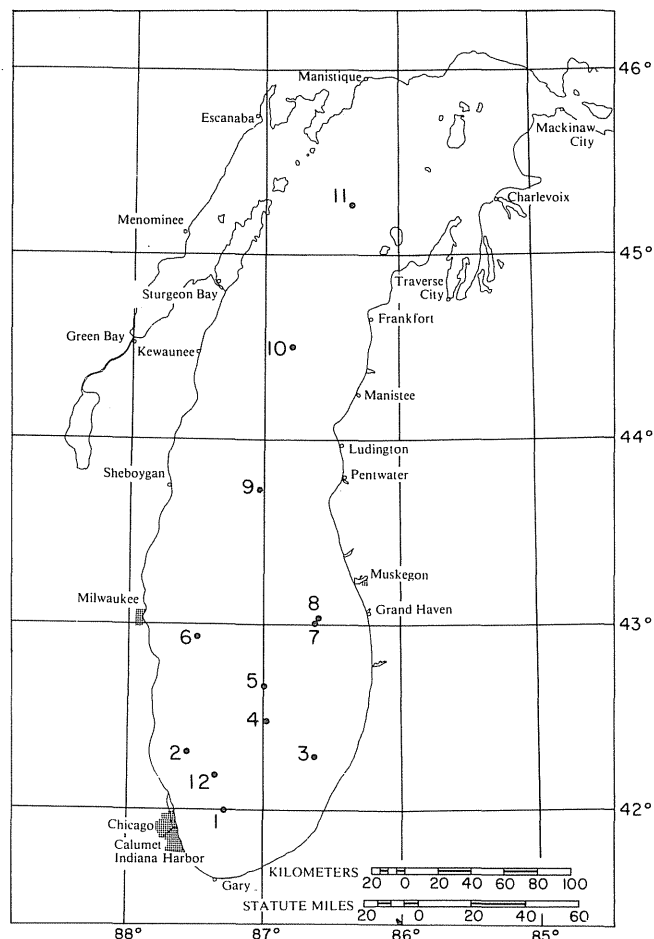 46°
Manistique
Escanaba
Mackinaw
City
11
Charlevoix
Menominee
45°
Traverse
City
Sturgeon Bay
Frankfort
Green Bay
Kewaunee
10
Manistee
44°
Ludington
Sheboygan
9
Pentwater
Muskegon
Milwaukee
8
Grand Haven
7
43°
6
5
4
2
3
12
42°
1
Chicago
Calumet
Indiana Harbor
Gary
KILOMETERS
20 0 20 40 60 80 100
STATUTE MILES
20 0 20 40 60
88° 87° 86° 85°